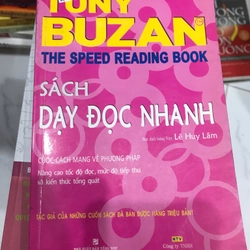 TONY
BUZAN
THE SPEED READING BOOK
SÁCH
DẠY ĐỌC NHANH
Lê Huy Lâm
CUỘC CÁCH MẠNG VỀ PHƯƠNG PHÁP
Nâng cao tốc độ đọc, mức độ tiếp thu
và kiến thức tổng quát
TÁC GIẢ CỦA NHỮNG CUỐN SÁCH ĐÃ BÁN ĐƯỢC HÀNG TRIỆU BẢN!